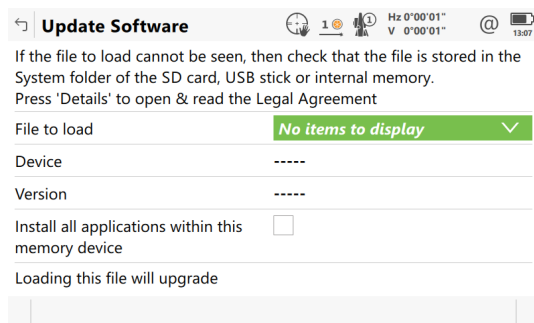 Update Software
1
1
Hz 0°00'01"
V 0°00'01"
@
13:07
If the file to load cannot be seen, then check that the file is stored in the
System folder of the SD card, USB
stick or internal memory.
Press 'Details' to open & read the Legal Agreement
File to load
No items to display
Device
-----
Version
-----
Install all applications within this
memory device
Loading this file will upgrade